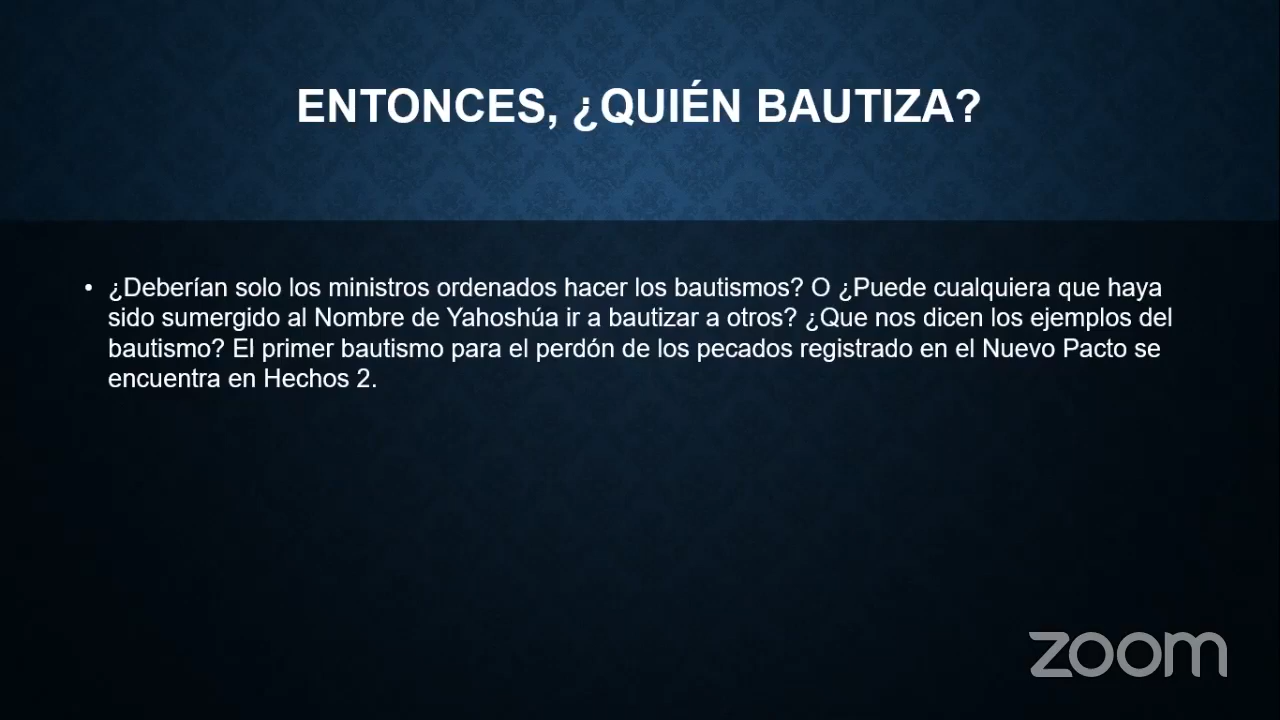 ENTONCES, ¿QUIÉN BAUTIZA?
• ¿Deberían solo los ministros ordenados hacer los bautismos? O ¿Puede cualquiera que haya
sido sumergido al Nombre de Yahoshúa ir a bautizar a otros? ¿Que nos dicen los ejemplos del
bautismo? El primer bautismo para el perdón de los pecados registrado en el Nuevo Pacto se
encuentra en Hechos 2.
zoom